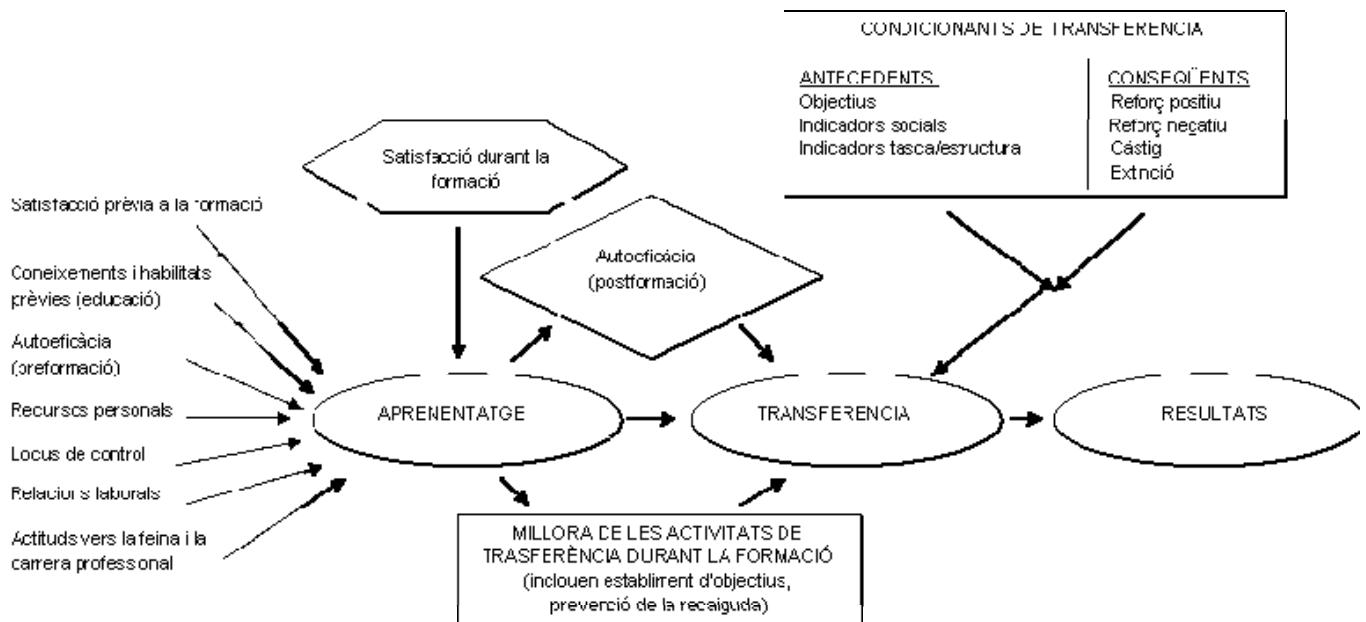 CONDICIONANTS DE TRANSFERENCIA
ANTECEDENTS
Objectius
Indicadors socials
Indicadors tasca/estructura
CONSEQÜENTS
Reforç positiu
Reforç negatiu
Càstig
Extinció
Satisfacció durant la
formació
Satisfacció prèvia a la formació
Autoeficàcia
(postformació)
Coneixements i habilitats
prèvies (educació)
Autoeficàcia
(preformació)
Recursos personals
Locus de control
Relacions laborals
Actituds vers la feina i la
carrera professional
APRENENTATGE
TRANSFERENCIA
RESULTATS
MILLORA DE LES ACTIVITATS DE
TRASFERÈNCIA DURANT LA FORMACIÓ
(inclouen establiment d'objectius,
prevenció de la recaiguda)